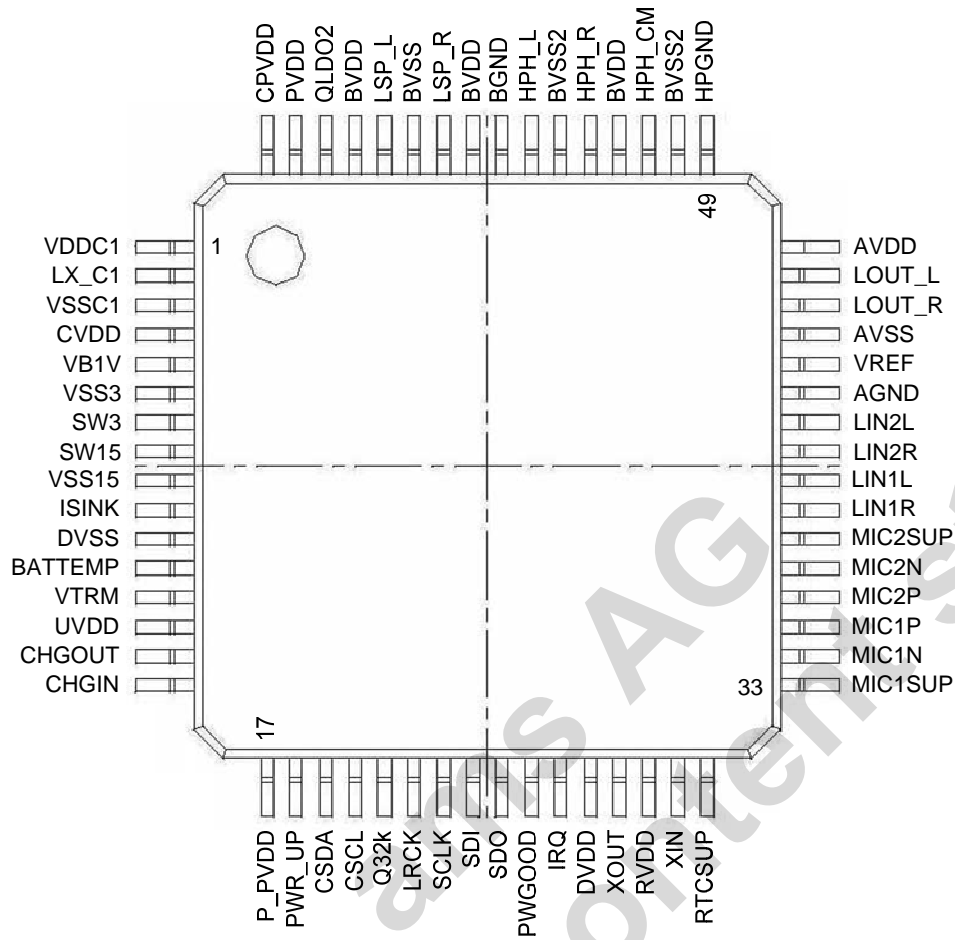 CPVDD
PVDD
QLDO2
BVDD
LSP_L
BVSS
LSP_R
BVDD
BGND
HPH_L
BVSS2
HPH_R
BVDD
HPH_CM
BVSS2
HPGND
49
1
VDDC1
LX_C1
VSSC1
CVDD
VB1V
VSS3
SW3
SW15
VSS15
ISINK
DVSS
BATTEMP
VTRM
UVDD
CHGOUT
CHGIN
AVDD
LOUT_L
LOUT_R
AVSS
VREF
AGND
LIN2L
LIN2R
LIN1L
LIN1R
MIC2SUP
MIC2N
MIC2P
MIC1P
MIC1N
MIC1SUP
33
17
P_PVDD
PWR_UP
CSDA
CSCL
Q32k
LRCK
SCLK
SDI
SDO
PWGOOD
IRQ
DVDD
XOUT
RVDD
XIN
RTCSUP
ams AG